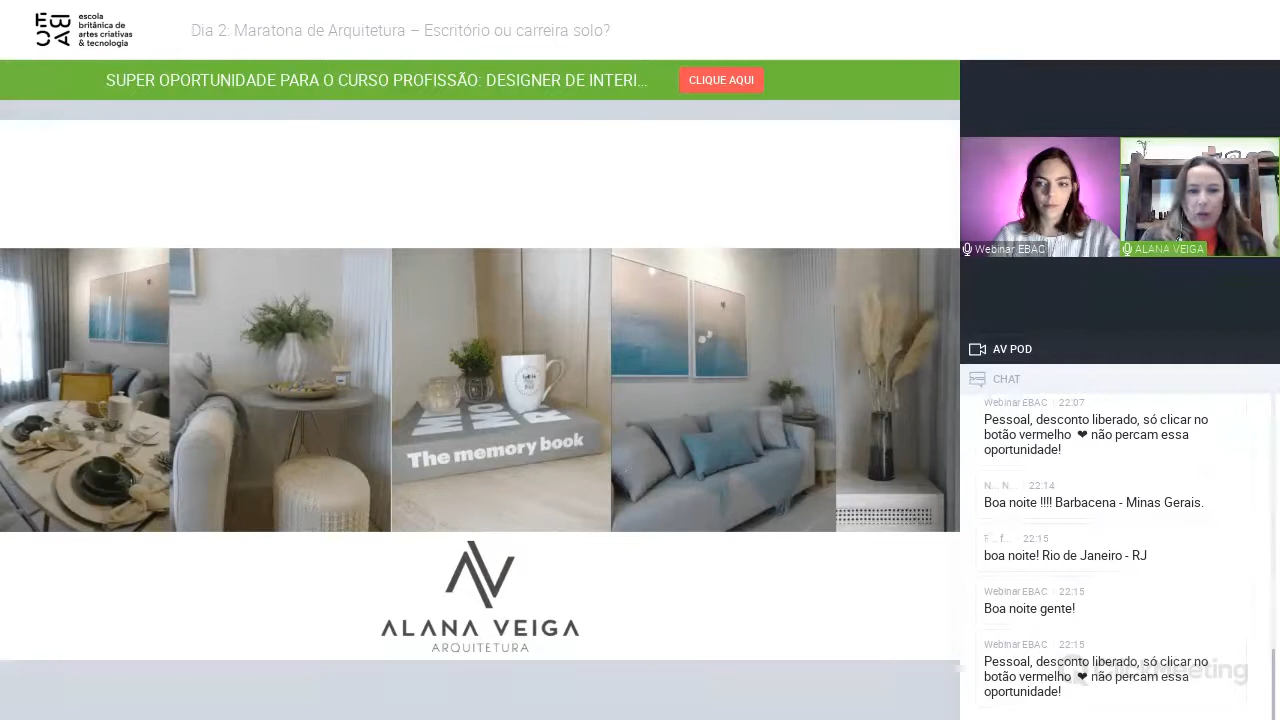 escola
britânica de
artes criativas
& tecnologia
EBAC
Dia 2: Maratona de Arquitetura – Escritório ou carreira solo?
SUPER OPORTUNIDADE PARA O CURSO PROFISSÃO: DESIGNER DE INTERI...
CLIQUE AQUI
Webinar EBAC
ALANA VEIGA
AV POD
CHAT
The memory book
ALANA VEIGA
ARQUITETURA
Webinar EBAC 22:07
Pessoal, desconto liberado, só clicar no
botão vermelho ❤ não percam essa
oportunidade!
N... N... 22:14
Boa noite !!!! Barbacena - Minas Gerais.
22:15
boa noite! Rio de Janeiro - RJ
Webinar EBAC 22:15
Boa noite gente!
Webinar EBAC 22:15
Pessoal, desconto liberado, só clicar no
botão vermelho ❤ não percam essa
oportunidade!
ClickMeeting